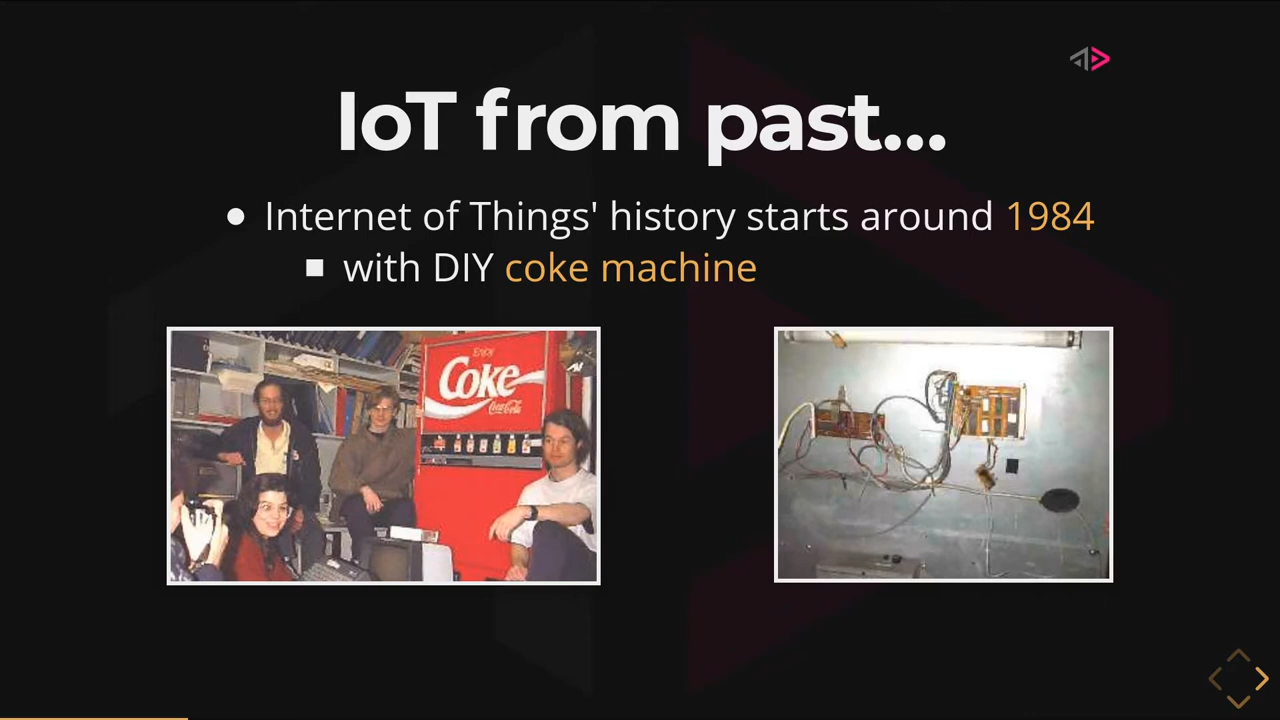 IoT from past...
Internet of Things' history starts around 1984
with DIY coke machine
Enjoy
Coke
Coca-Cola